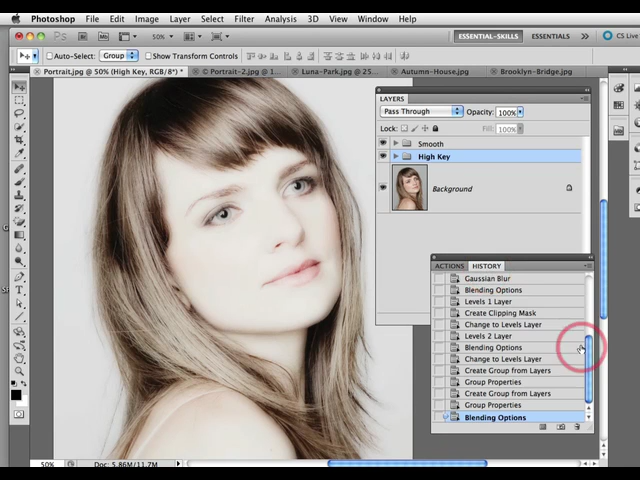 Photoshop File Edit Image Layer Select Filter Analysis 3D View Window Help
Ps Br Mb 50% ESSENTIAL-SKILLS ESSENTIALS CS Live
Auto-Select: Group Show Transform Controls
Portrait.jpg @ 50% (High Key, RGB/8*) * © Portrait-2.jpg @ 1... Luna-Park.jpg @ 25... Autumn-House.jpg Brooklyn-Bridge.jpg
LAYERS
Pass Through Opacity: 100%
Lock: Fill: 100%
Smooth
High Key
Background
ACTIONS HISTORY
Gaussian Blur
Blending Options
Levels 1 Layer
Create Clipping Mask
Change to Levels Layer
Levels 2 Layer
Blending Options
Change to Levels Layer
Create Group from Layers
Group Properties
Create Group from Layers
Group Properties
Blending Options
50% Doc: 5.86M/11.7M